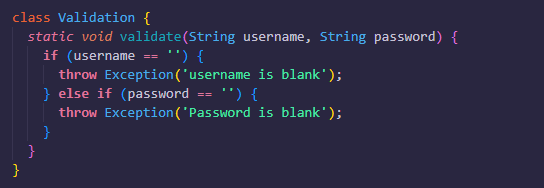 class Validation {
  static void validate(String username, String password) {
    if (username == '') {
      throw Exception('username is blank');
    } else if (password == '') {
      throw Exception('Password is blank');
    }
  }
}